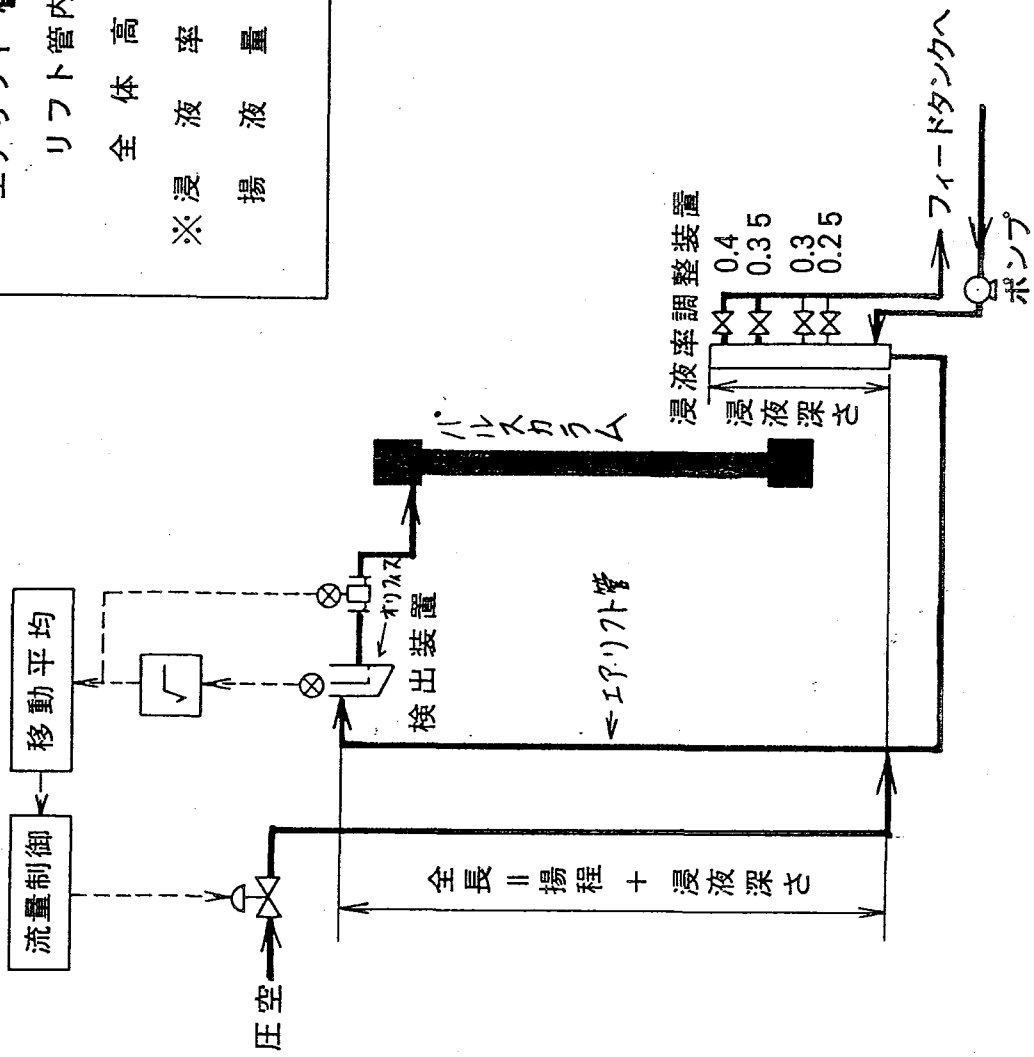 リフト管内
全体高
※浸液率
揚液量
移動平均
流量制御
√
圧空
検出装置
←オリフィス
パルスカラム
←エアリフト管
全長＝揚程＋浸液深さ
浸液率調整装置
0.4
0.35
0.3
0.25
浸液深さ
フィードタンクへ
ポンプ